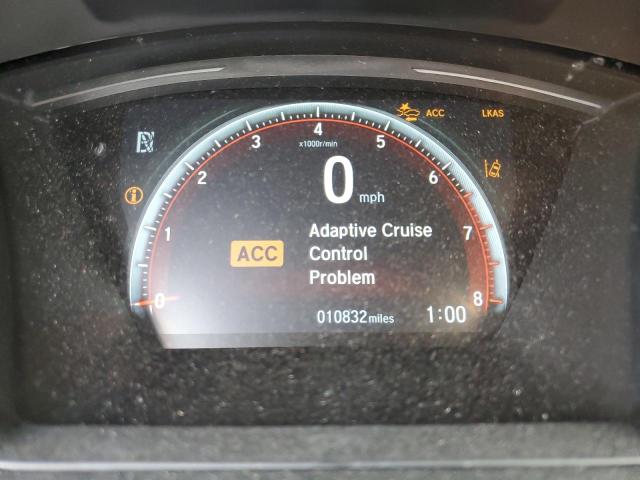 ACC LKAS
4
x1000r/min
3 5
2 6
0 mph
1 7
Adaptive Cruise
ACC Control
Problem
0 8
010832 miles 1:00